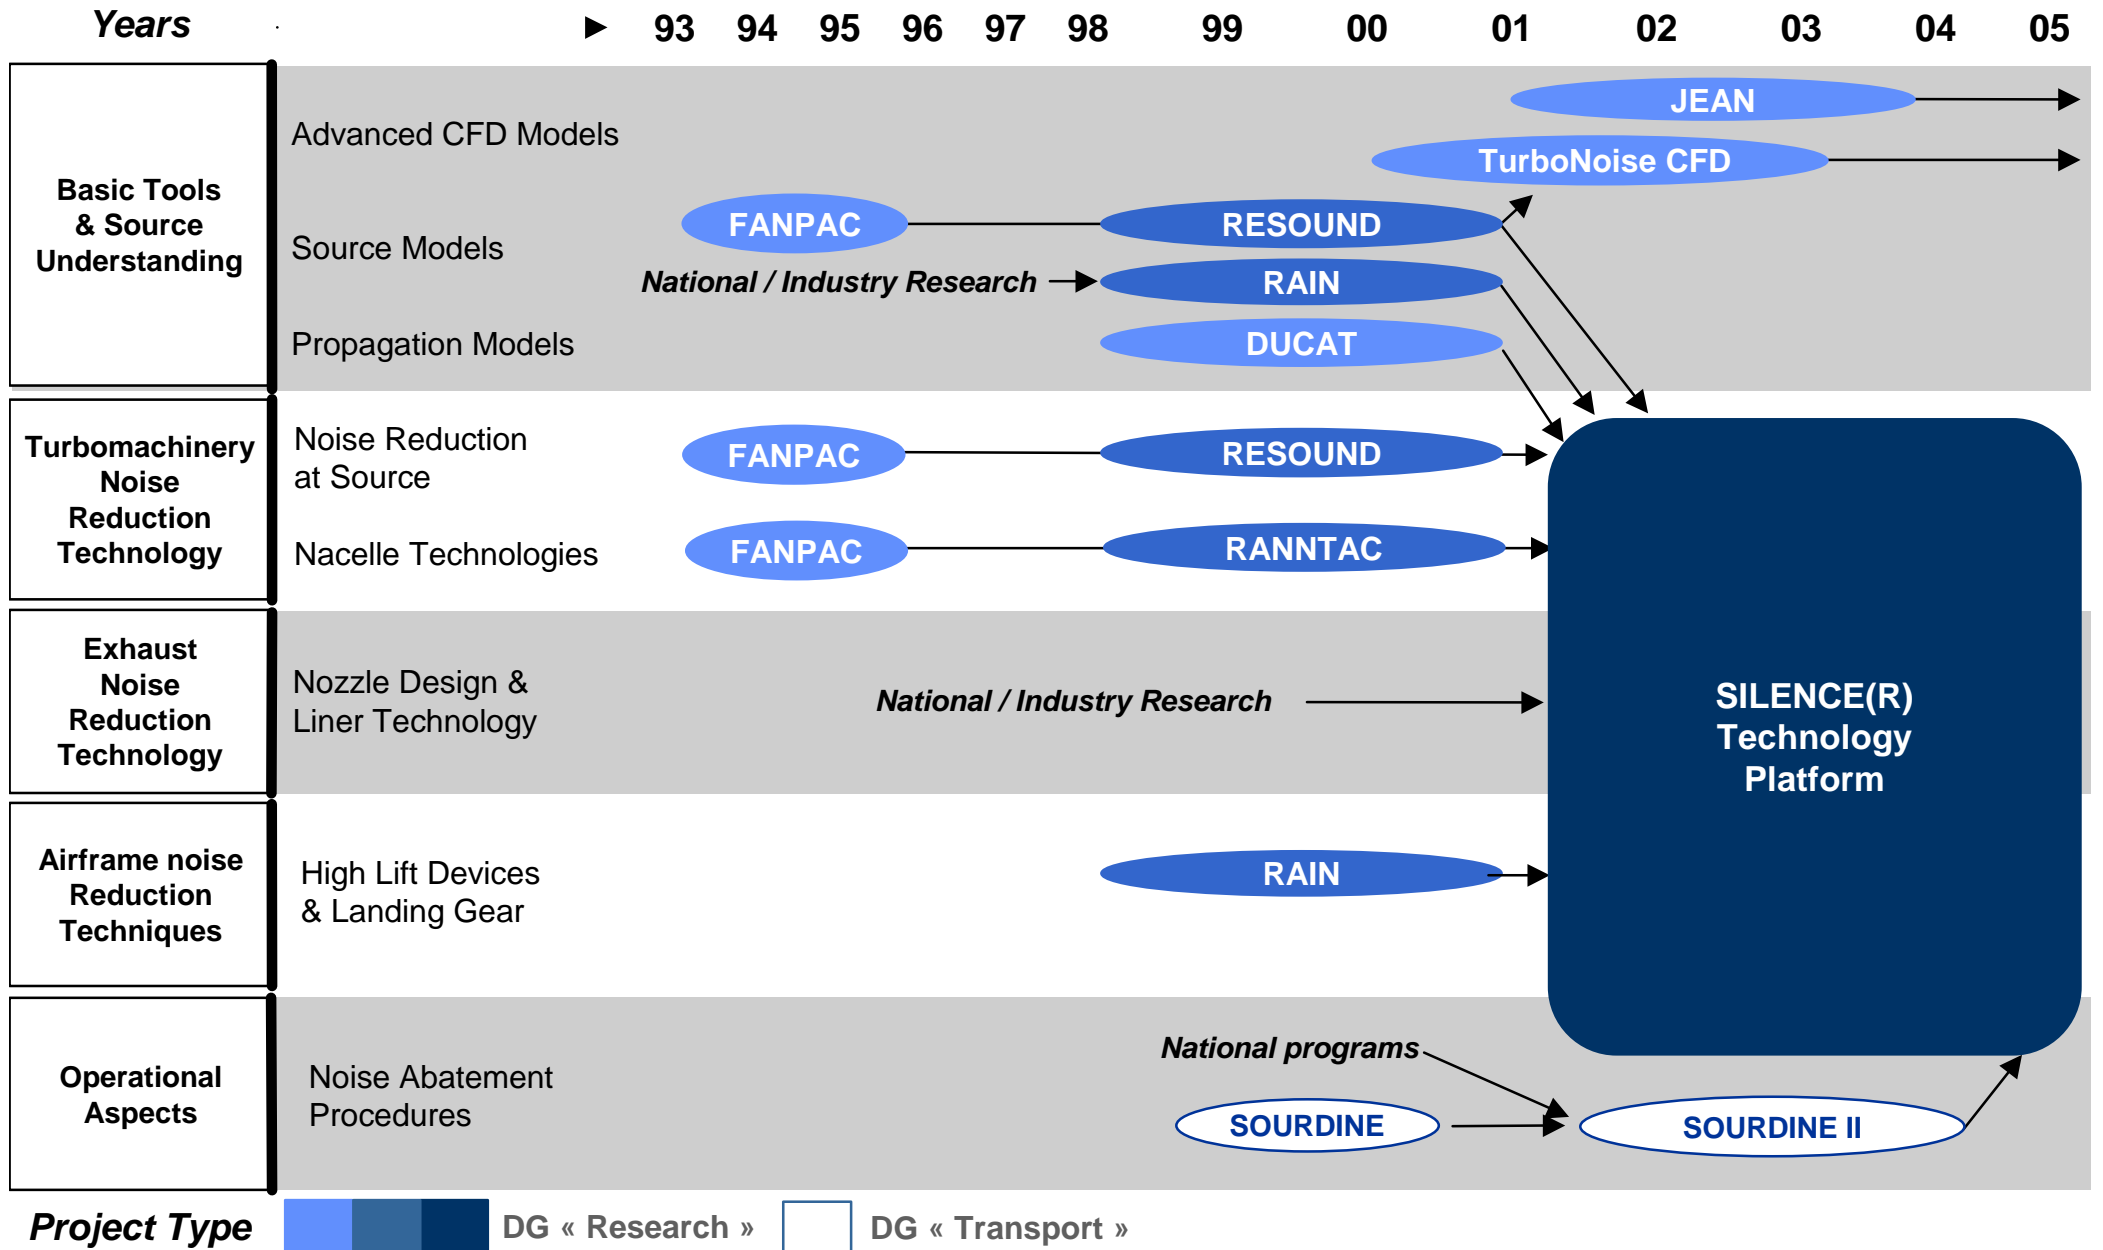 Years 93 94 95 96 97 98 99 00 01 02 03 04 05
Basic Tools
& Source
Understanding
Advanced CFD Models
JEAN
TurboNoise CFD
Source Models
FANPAC
RESOUND
National / Industry Research
RAIN
Propagation Models
DUCAT
Turbomachinery
Noise
Reduction
Technology
Noise Reduction
at Source
FANPAC
RESOUND
Nacelle Technologies
FANPAC
RANNTAC
Exhaust
Noise
Reduction
Technology
Nozzle Design &
Liner Technology
National / Industry Research
SILENCE(R)
Technology
Platform
Airframe noise
Reduction
Techniques
High Lift Devices
& Landing Gear
RAIN
Operational
Aspects
Noise Abatement
Procedures
National programs
SOURDINE
SOURDINE II
Project Type
DG « Research »
DG « Transport »